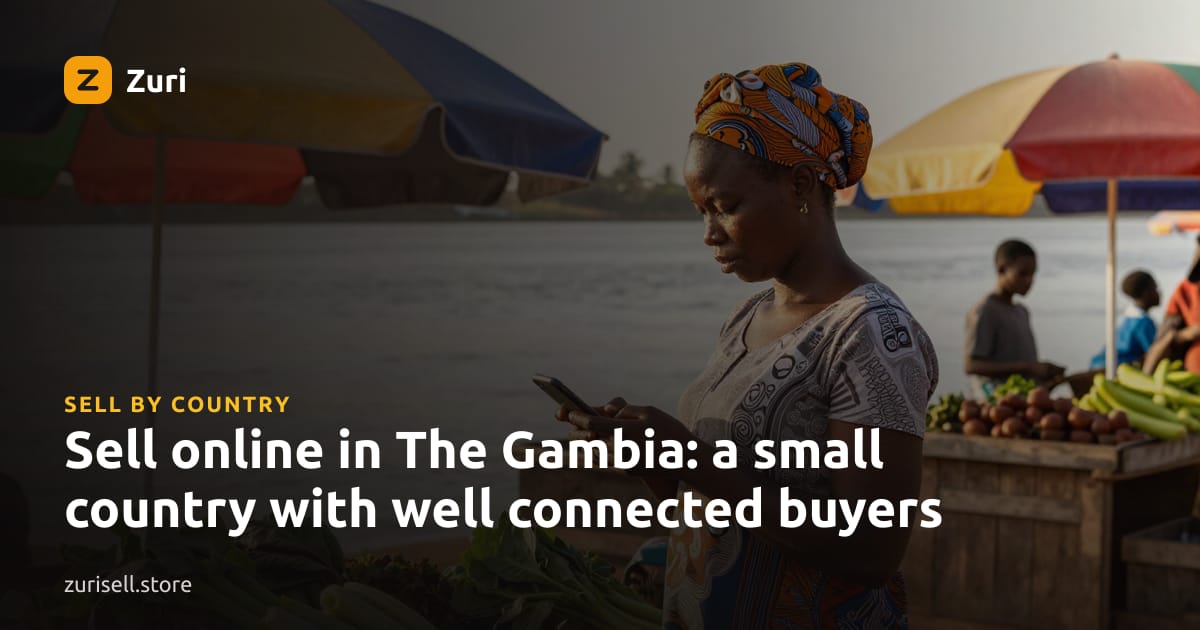 Z Zuri
SELL BY COUNTRY
Sell online in The Gambia: a small
country with well connected buyers
zurisell.store